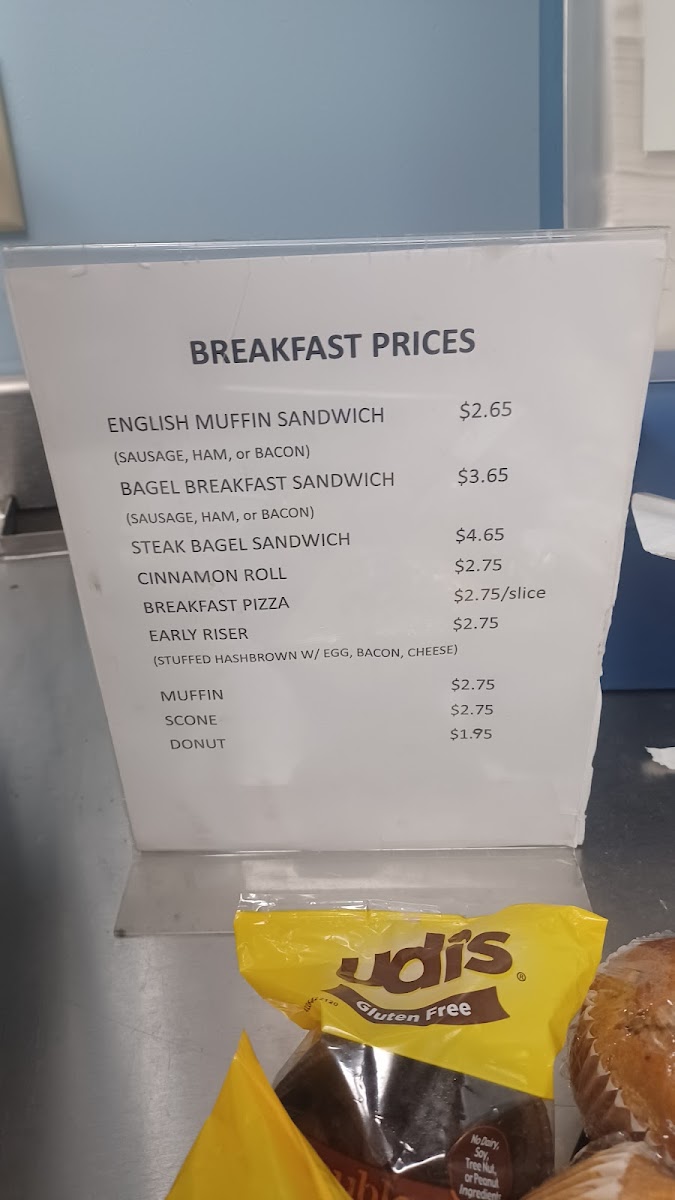 BREAKFAST PRICES
ENGLISH MUFFIN SANDWICH $2.65
(SAUSAGE, HAM, or BACON)
BAGEL BREAKFAST SANDWICH $3.65
(SAUSAGE, HAM, or BACON)
STEAK BAGEL SANDWICH $4.65
CINNAMON ROLL $2.75
BREAKFAST PIZZA $2.75/slice
EARLY RISER $2.75
(STUFFED HASHBROWN W/ EGG, BACON, CHEESE)
MUFFIN $2.75
SCONE $2.75
DONUT $1.95
udi's®
Gluten Free
No Dairy,
Soy,
Tree Nut,
or Peanut
Ingredients